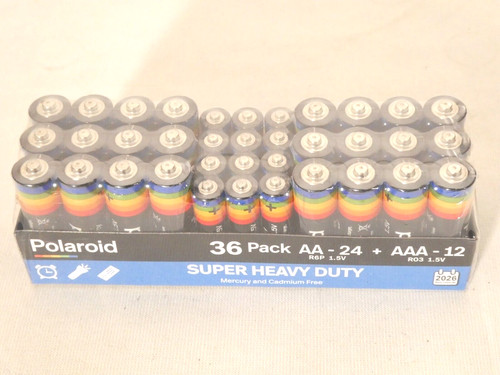 Polaroid
36 Pack AA - 24 + AAA - 12
R6P 1.5V R03 1.5V
SUPER HEAVY DUTY
Mercury and Cadmium Free
2026